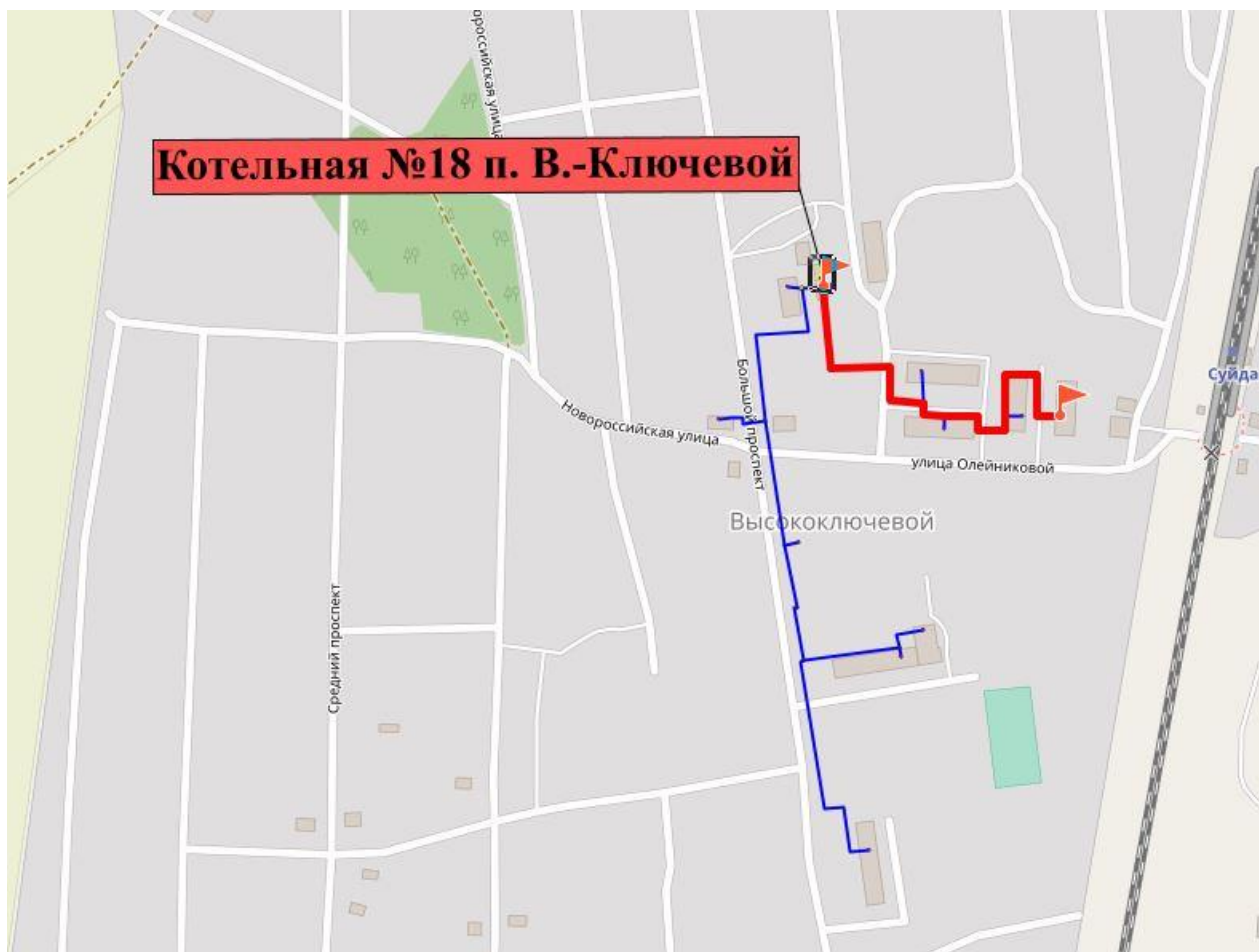 Новороссийская улица
Котельная №18 п. В.-Ключевой
Суйда
Большой проспект
Новороссийская улица
улица Олейниковой
Высокоключевой
Средний проспект